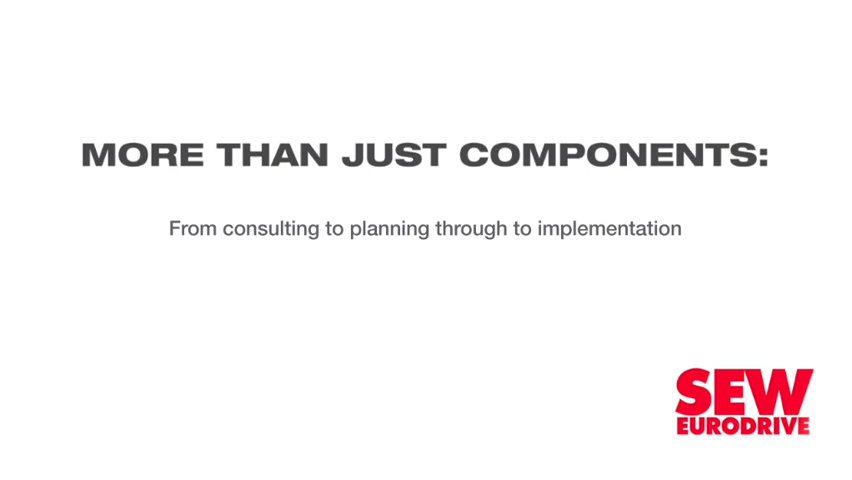 MORE THAN JUST COMPONENTS:
From consulting to planning through to implementation
SEW
EURODRIVE